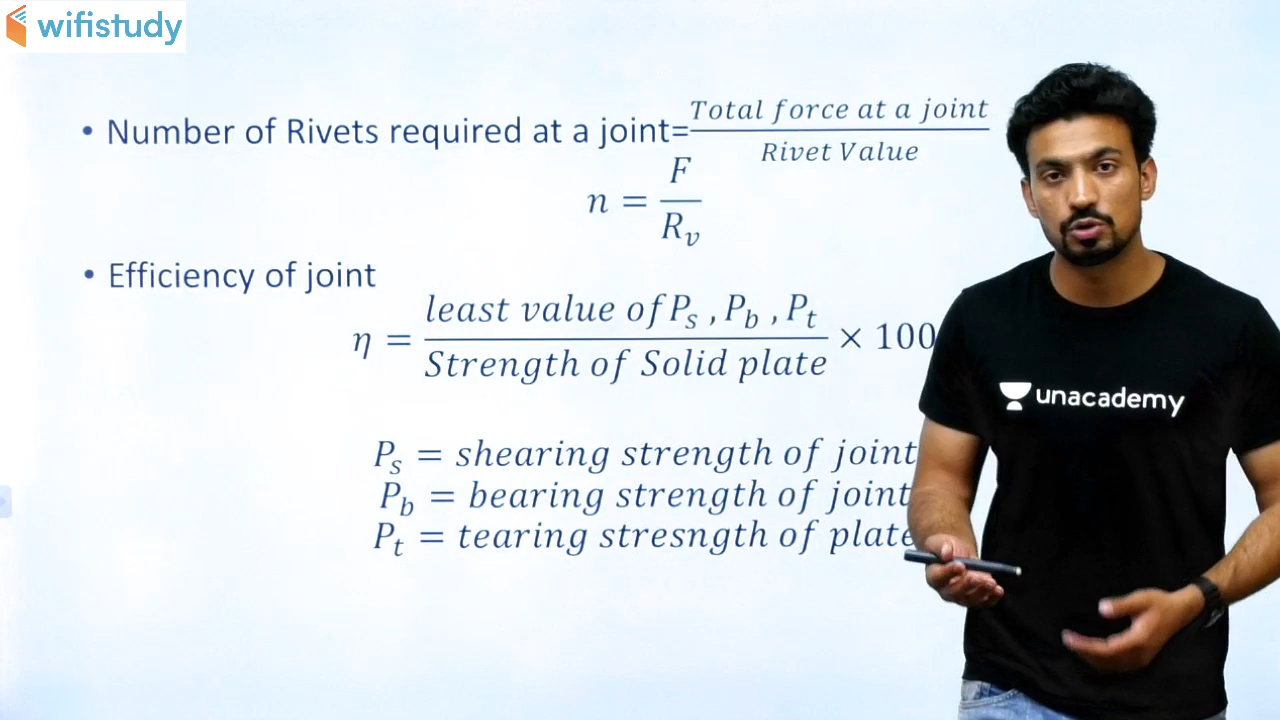 wifistudy
• Number of Rivets required at a joint= Total force at a joint / Rivet Value
n = F / R_v
• Efficiency of joint
η = least value of P_s , P_b , P_t / Strength of Solid plate × 100
P_s = shearing strength of joint
P_b = bearing strength of joint
P_t = tearing stresngth of plate
unacademy